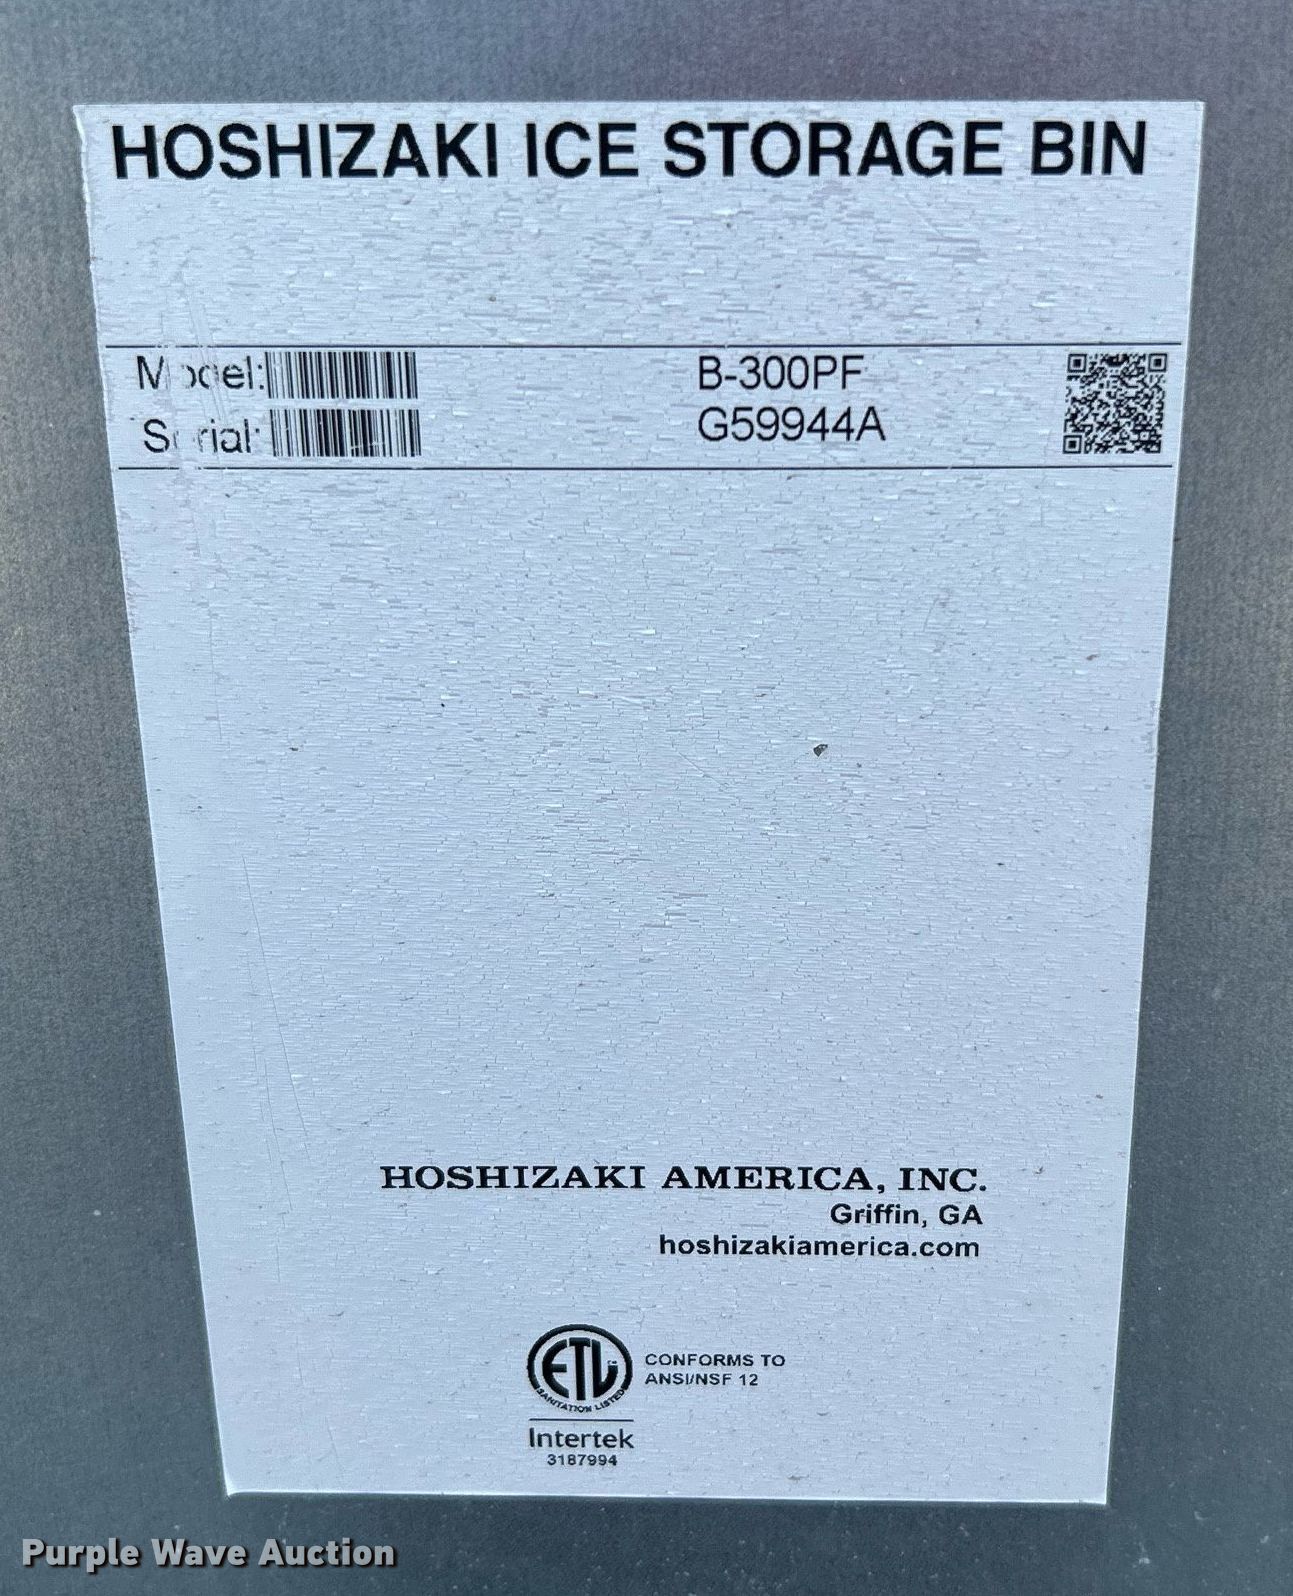 HOSHIZAKI ICE STORAGE BIN
Model: B-300PF
Serial: G59944A
HOSHIZAKI AMERICA, INC.
Griffin, GA
hoshizakiamerica.com
ETL
SANITATION LISTED
CONFORMS TO
ANSI/NSF 12
Intertek
3187994
Purple Wave Auction